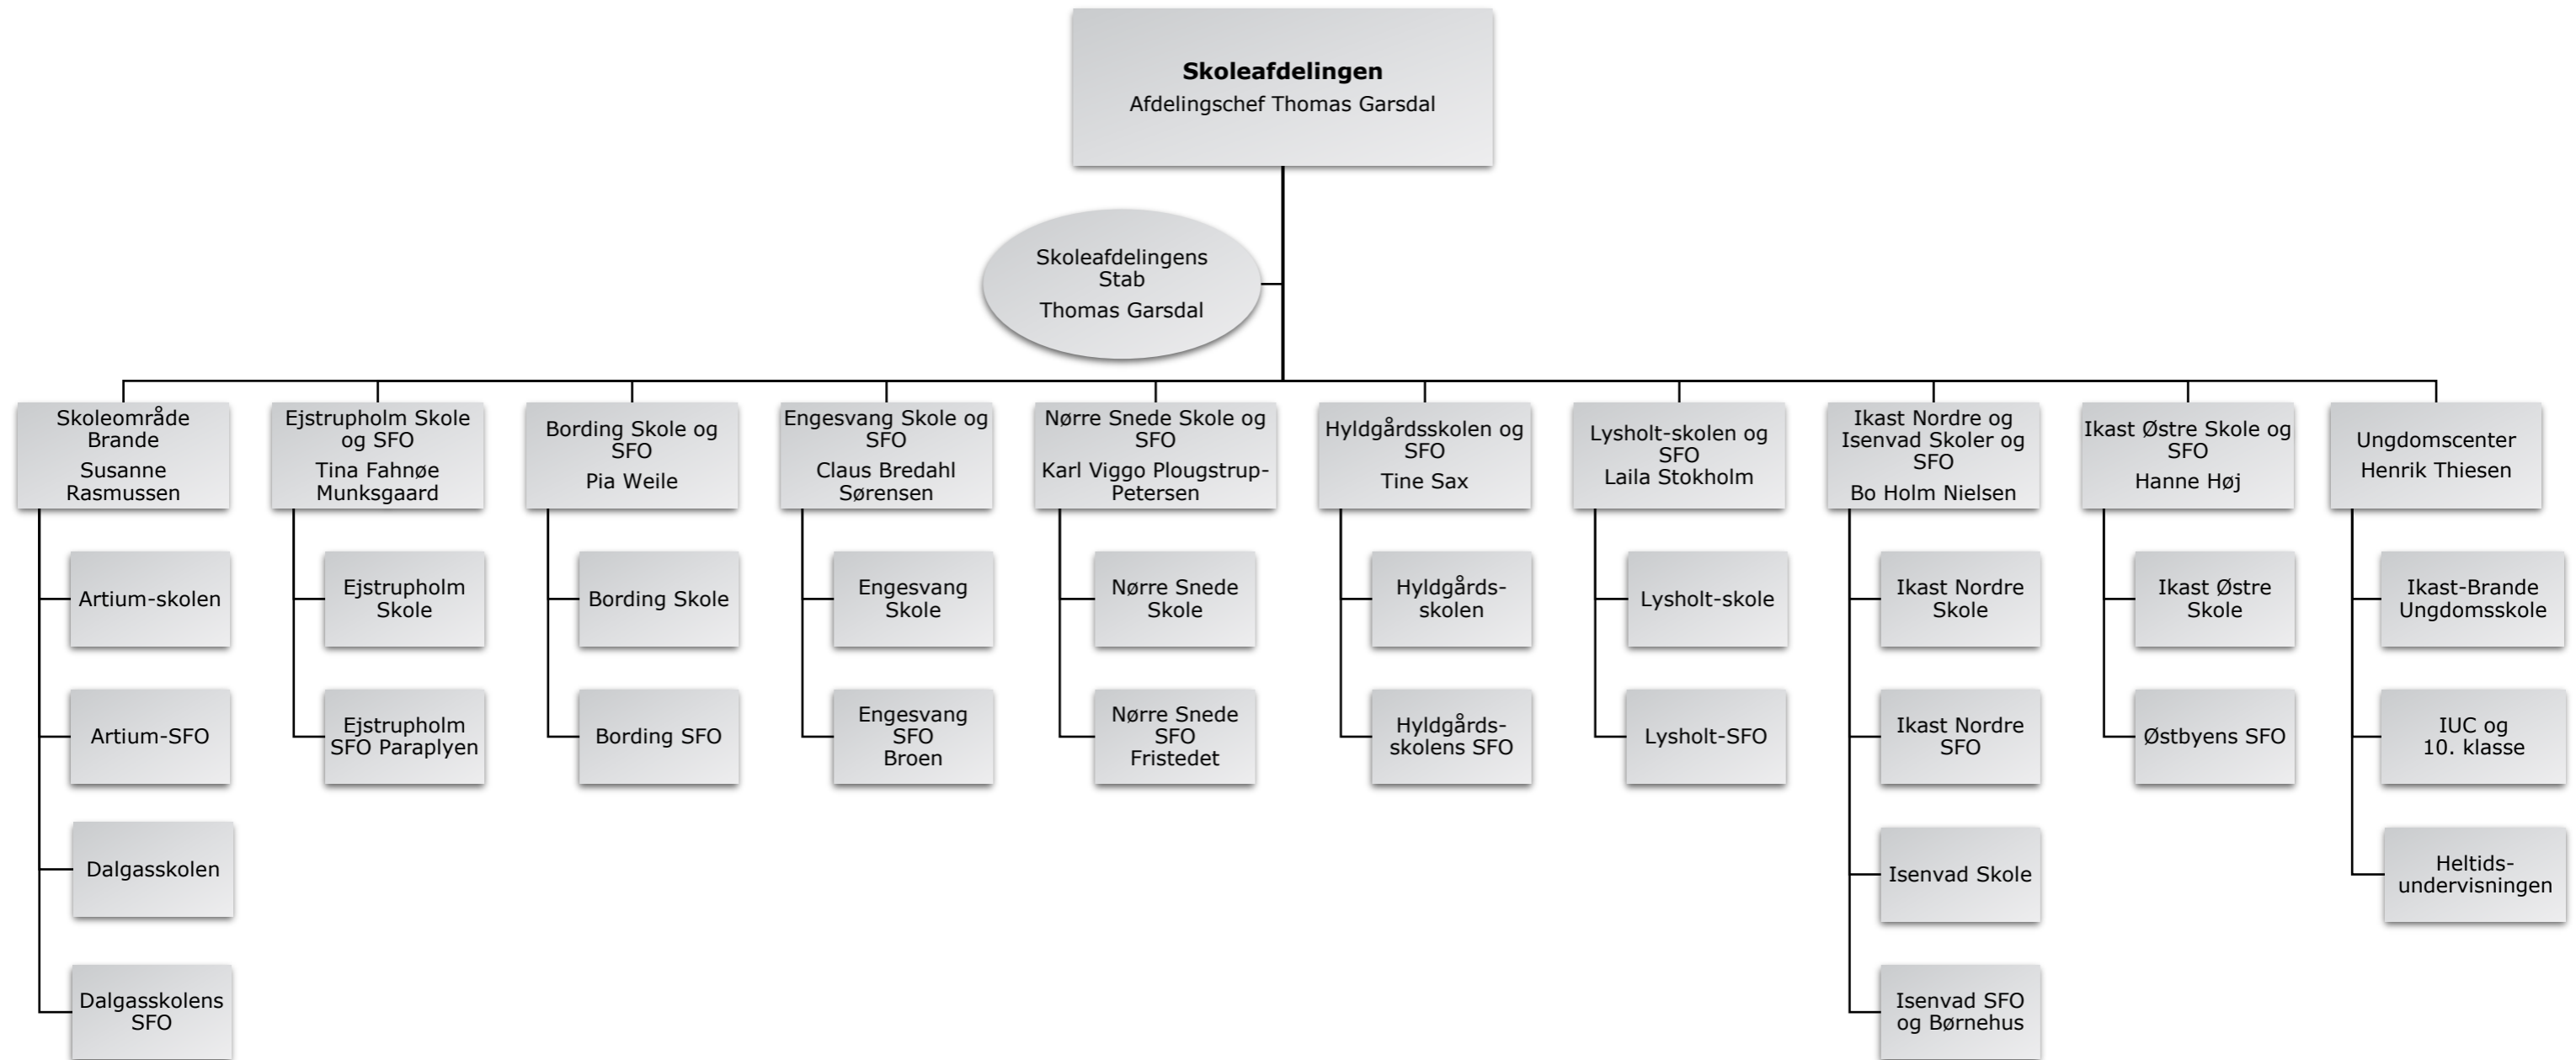 Skoleafdelingen
Afdelingschef Thomas Garsdal
Skoleafdelingens
Stab
Thomas Garsdal
Skoleområde
Brande
Susanne
Rasmussen
Ejstrupholm Skole
og SFO
Tina Fahnøe
Munksgaard
Bording Skole og
SFO
Pia Weile
Engesvang Skole og
SFO
Claus Bredahl
Sørensen
Nørre Snede Skole og
SFO
Karl Viggo Plougstrup-
Petersen
Hyldgårdsskolen og
SFO
Tine Sax
Lysholt-skolen og
SFO
Laila Stokholm
Ikast Nordre og
Isenvad Skoler og
SFO
Bo Holm Nielsen
Ikast Østre Skole og
SFO
Hanne Høj
Ungdomscenter
Henrik Thiesen
Artium-skolen
Ejstrupholm
Skole
Bording Skole
Engesvang
Skole
Nørre Snede
Skole
Hyldgårds-
skolen
Lysholt-skole
Ikast Nordre
Skole
Ikast Østre
Skole
Ikast-Brande
Ungdomsskole
Artium-SFO
Ejstrupholm
SFO Paraplyen
Bording SFO
Engesvang
SFO
Broen
Nørre Snede
SFO
Fristedet
Hyldgårds-
skolens SFO
Lysholt-SFO
Ikast Nordre
SFO
Østbyens SFO
IUC og
10. klasse
Dalgasskolen
Isenvad Skole
Heltids-
undervisningen
Dalgasskolens
SFO
Isenvad SFO
og Børnehus